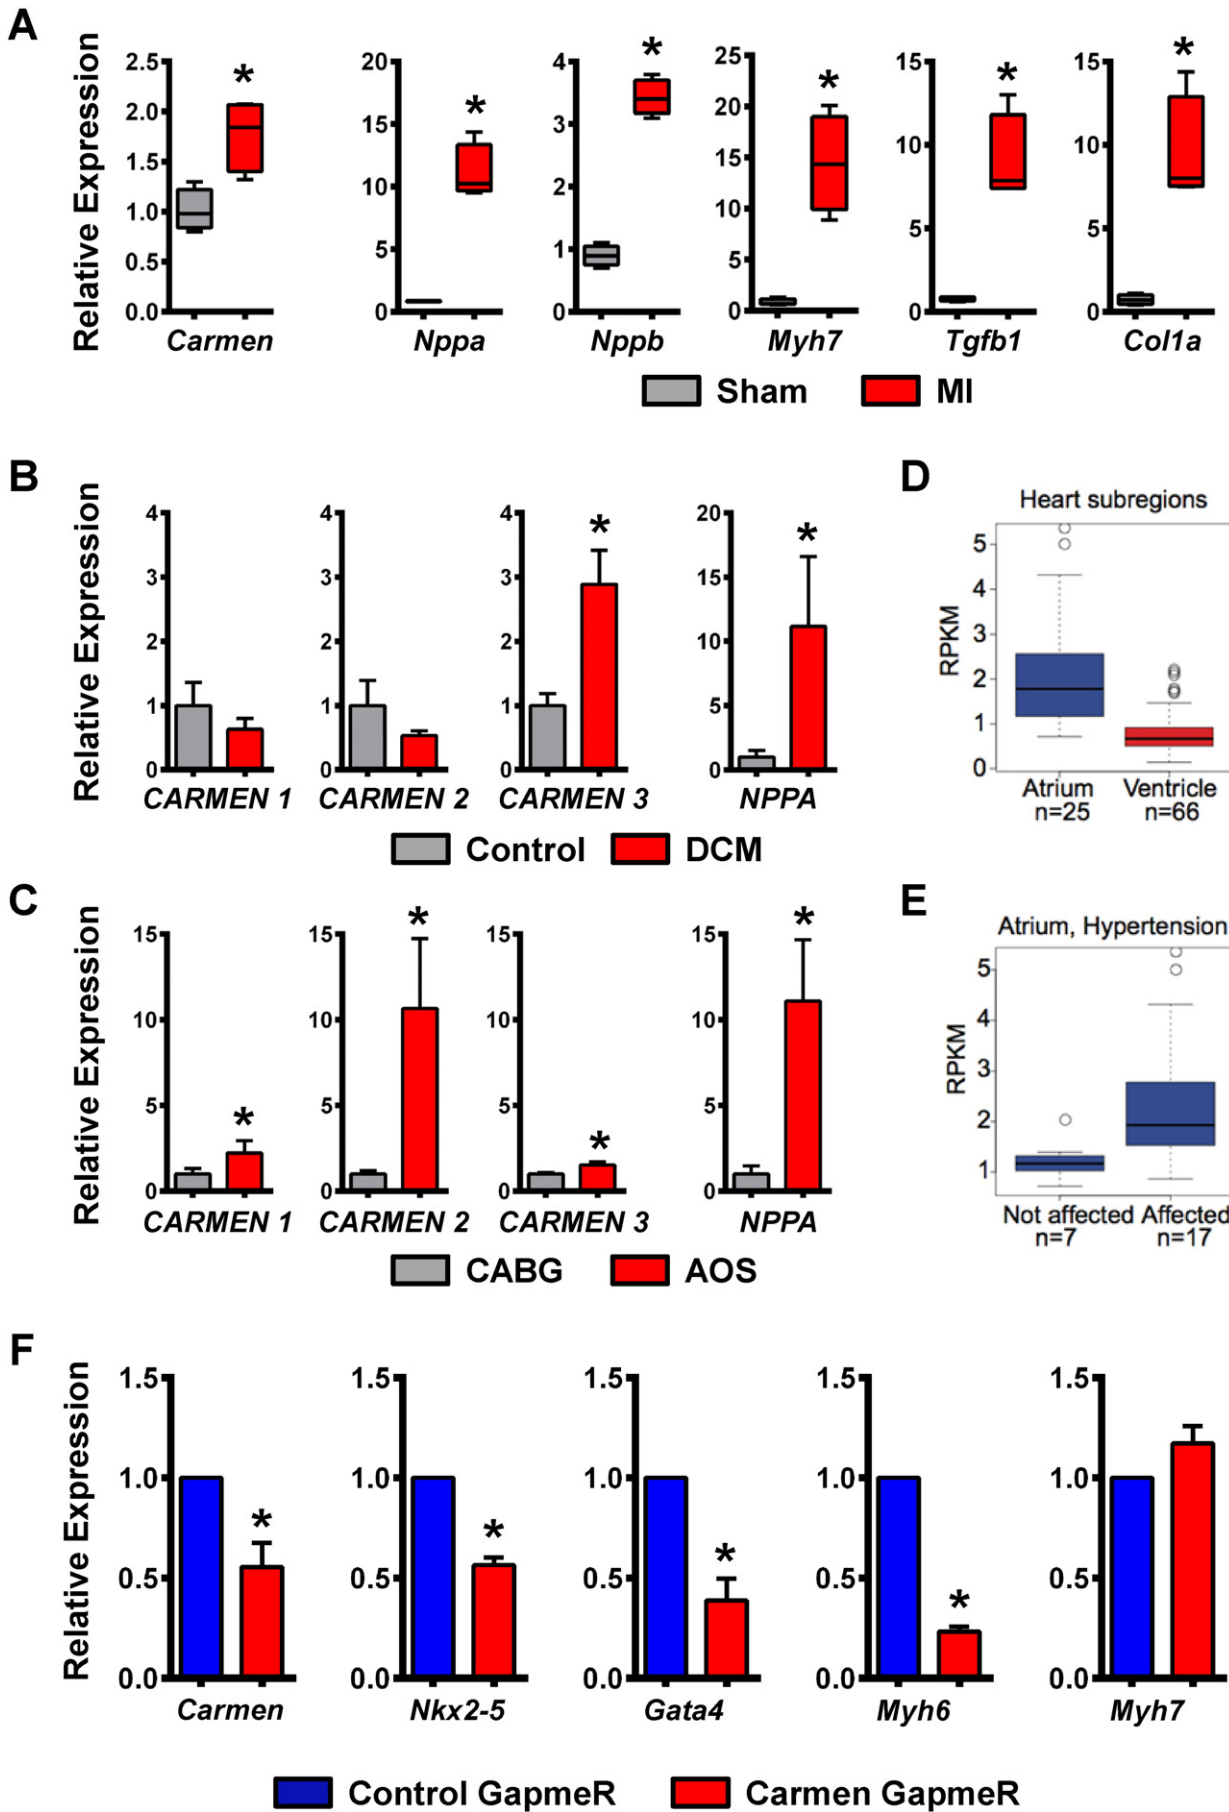 A
Relative Expression
2.5
2.0
1.5
1.0
0.5
0.0
*
Carmen
20
15
10
5
0
*
Nppa
4
3
2
1
0
*
Nppb
25
20
15
10
5
0
*
Myh7
15
10
5
0
*
Tgfb1
15
10
5
0
*
Col1a
Sham MI
B
Relative Expression
4
3
2
1
0
CARMEN 1
4
3
2
1
0
CARMEN 2
4
3
2
1
0
*
CARMEN 3
20
15
10
5
0
*
NPPA
Control DCM
D
Heart subregions
RPKM
5
4
3
2
1
0
Atrium Ventricle
n=25 n=66
C
Relative Expression
15
10
5
0
*
CARMEN 1
15
10
5
0
*
CARMEN 2
15
10
5
0
*
CARMEN 3
15
10
5
0
*
NPPA
CABG AOS
E
Atrium, Hypertension
RPKM
5
4
3
2
1
Not affected Affected
n=7 n=17
F
Relative Expression
1.5
1.0
0.5
0.0
*
Carmen
1.5
1.0
0.5
0.0
*
Nkx2-5
1.5
1.0
0.5
0.0
*
Gata4
1.5
1.0
0.5
0.0
*
Myh6
1.5
1.0
0.5
0.0
Myh7
Control GapmeR Carmen GapmeR